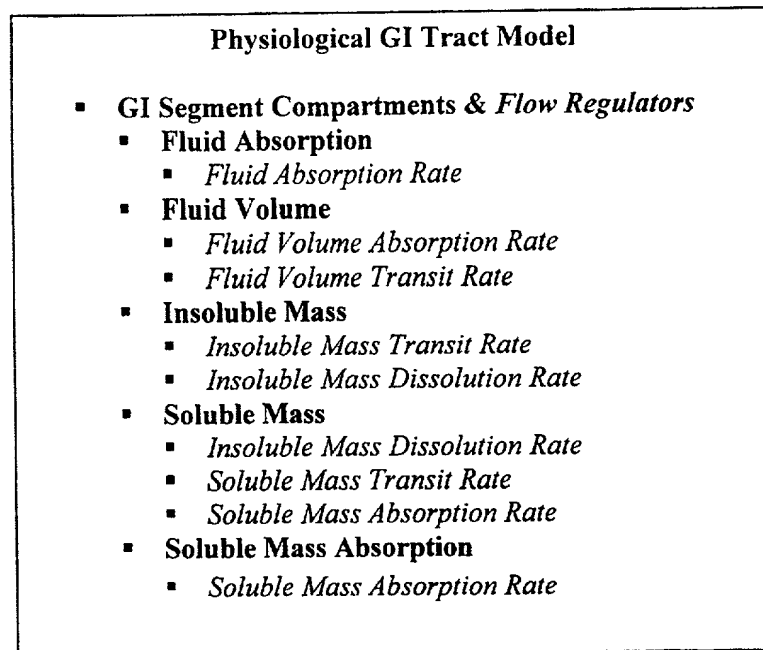 Physiological GI Tract Model
▪ GI Segment Compartments & Flow Regulators
▪ Fluid Absorption
▪ Fluid Absorption Rate
▪ Fluid Volume
▪ Fluid Volume Absorption Rate
▪ Fluid Volume Transit Rate
▪ Insoluble Mass
▪ Insoluble Mass Transit Rate
▪ Insoluble Mass Dissolution Rate
▪ Soluble Mass
▪ Insoluble Mass Dissolution Rate
▪ Soluble Mass Transit Rate
▪ Soluble Mass Absorption Rate
▪ Soluble Mass Absorption
▪ Soluble Mass Absorption Rate